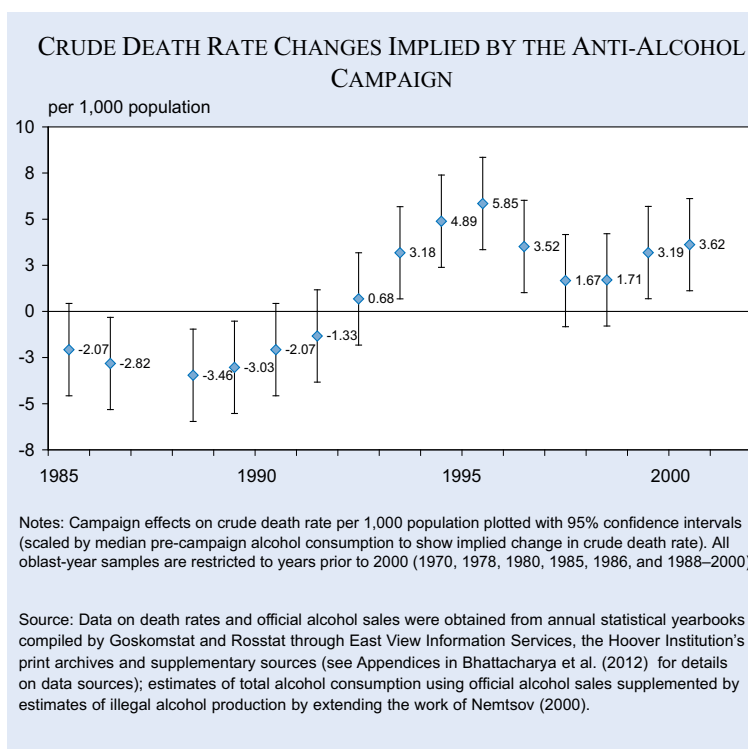 CRUDE DEATH RATE CHANGES IMPLIED BY THE ANTI-ALCOHOL
CAMPAIGN
per 1,000 population
10
8
5
3
0
-3
-5
-8
-2.07
-2.82
-3.46
-3.03
-2.07
-1.33
0.68
3.18
4.89
5.85
3.52
1.67
1.71
3.19
3.62
1985 1990 1995 2000
Notes: Campaign effects on crude death rate per 1,000 population plotted with 95% confidence intervals
(scaled by median pre-campaign alcohol consumption to show implied change in crude death rate). All
oblast-year samples are restricted to years prior to 2000 (1970, 1978, 1980, 1985, 1986, and 1988–2000)
Source: Data on death rates and official alcohol sales were obtained from annual statistical yearbooks
compiled by Goskomstat and Rosstat through East View Information Services, the Hoover Institution's
print archives and supplementary sources (see Appendices in Bhattacharya et al. (2012) for details
on data sources); estimates of total alcohol consumption using official alcohol sales supplemented by
estimates of illegal alcohol production by extending the work of Nemtsov (2000).